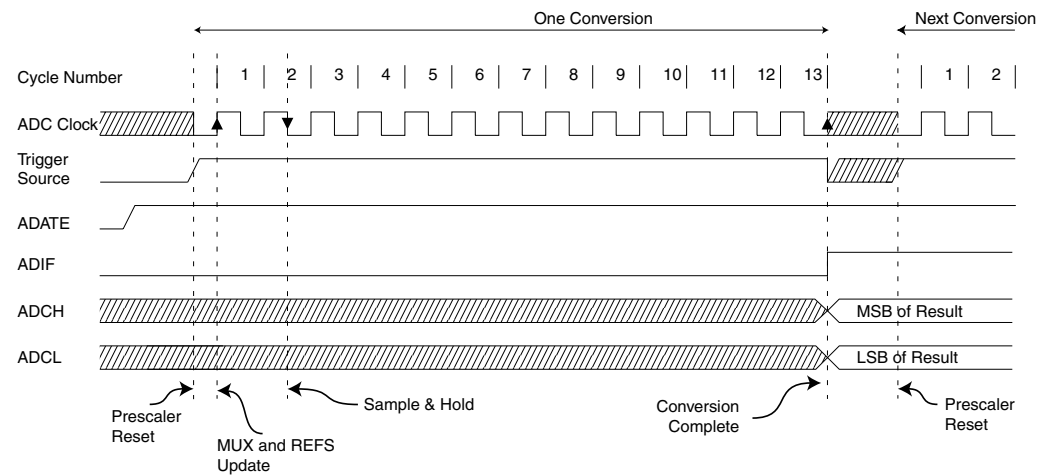 One Conversion
Next Conversion
Cycle Number
1 2 3 4 5 6 7 8 9 10 11 12 13 1 2
ADC Clock
Trigger
Source
ADATE
ADIF
ADCH
MSB of Result
ADCL
LSB of Result
Prescaler
Reset
MUX and REFS
Update
Sample & Hold
Conversion
Complete
Prescaler
Reset